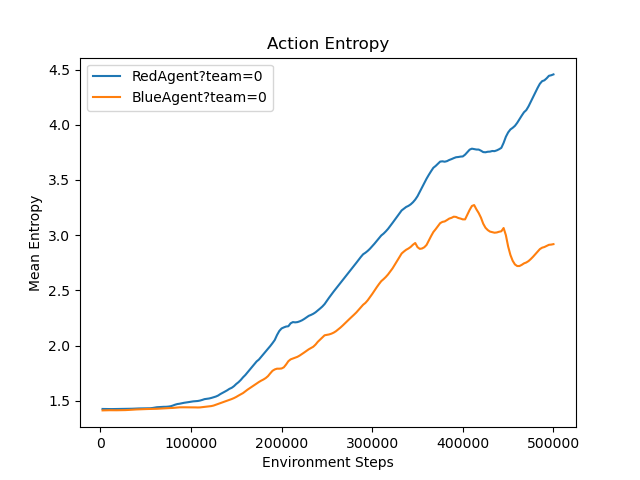 Action Entropy
RedAgent?team=0
BlueAgent?team=0
Mean Entropy
4.5
4.0
3.5
3.0
2.5
2.0
1.5
0 100000 200000 300000 400000 500000
Environment Steps